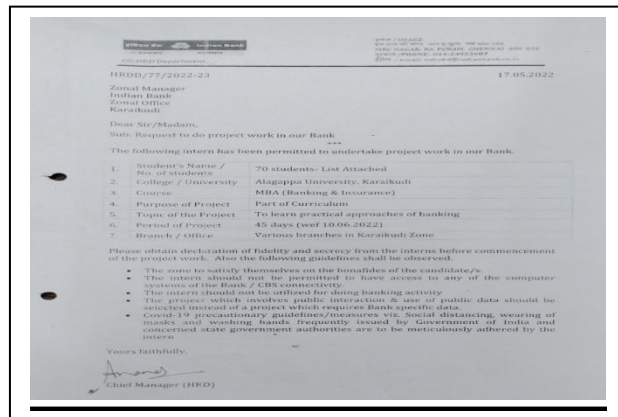 इंडियन बैंक Indian Bank
HRDD/77/2022-23 17.05.2022
Zonal Manager
Indian Bank
Zonal Office
Karaikudi
Dear Sir/Madam,
Sub: Request to do project work in our Bank
***
The following intern has been permitted to undertake project work in our Bank.
1. Student's Name / No. of students 70 students- List Attached
2. College / University Alagappa University, Karaikudi
3. Course MBA (Banking & Insurance)
4. Purpose of Project Part of Curriculum
5. Topic of the Project To learn practical approaches of banking
6. Period of Project 45 days (wef 10.06.2022)
7. Branch / Office Various branches in Karaikudi Zone
Please obtain declaration of fidelity and secrecy from the interns before commencement
of the project work. Also the following guidelines shall be observed.
• The zone to satisfy themselves on the bonafides of the candidate/s.
• The intern should not be permitted to have access to any of the computer
systems of the Bank / CBS connectivity.
• The intern should not be utilized for doing banking activity
• The project which involves public interaction & use of public data should be
selected instead of a project which requires Bank specific data.
• Covid-19 precautionary guidelines/measures viz. Social distancing, wearing of
masks and washing hands frequently issued by Government of India and
concerned state government authorities are to be meticulously adhered by the
intern
Yours faithfully,
Chief Manager (HRD)